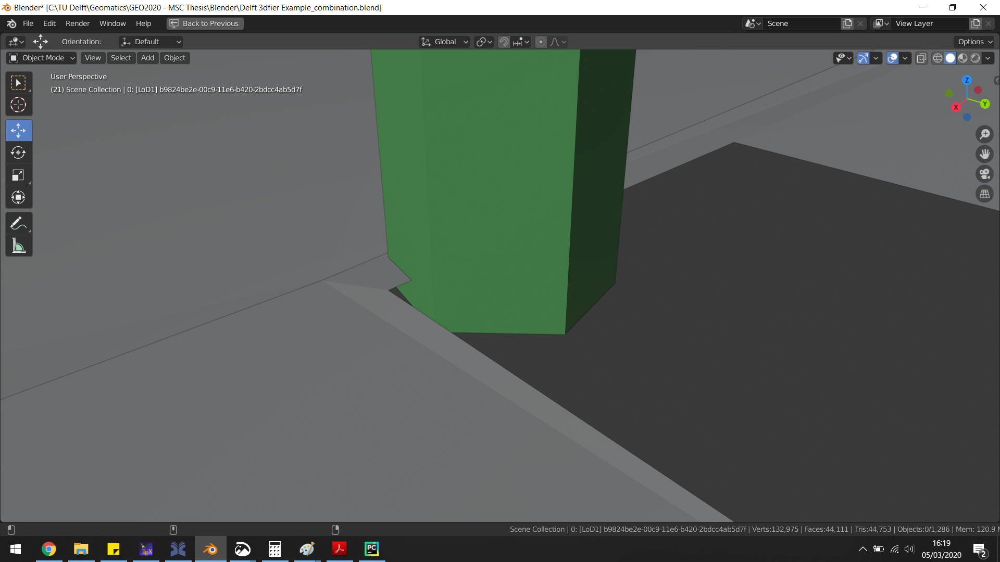 Blender* [C:\TU Delft\Geomatics\GEO2020 - MSC Thesis\Blender\Delft 3dfier Example_combination.blend]
File Edit Render Window Help Back to Previous Scene View Layer
Orientation: Default Global Options
Object Mode View Select Add Object
User Perspective
(21) Scene Collection | 0: [LoD1] b9824be2e-00c9-11e6-b420-2bdcc4ab5d7f
Z
Y
X
Scene Collection | 0: [LoD1] b9824be2e-00c9-11e6-b420-2bdcc4ab5d7f | Verts:132,975 | Faces:44,111 | Tris:44,753 | Objects:0/1,286 | Mem: 120.9 M
TEX
PC
16:19
05/03/2020
2